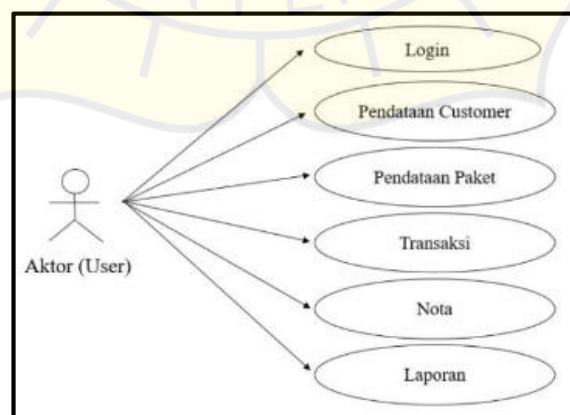 Login
Pendataan Customer
Pendataan Paket
Transaksi
Aktor (User)
Nota
Laporan